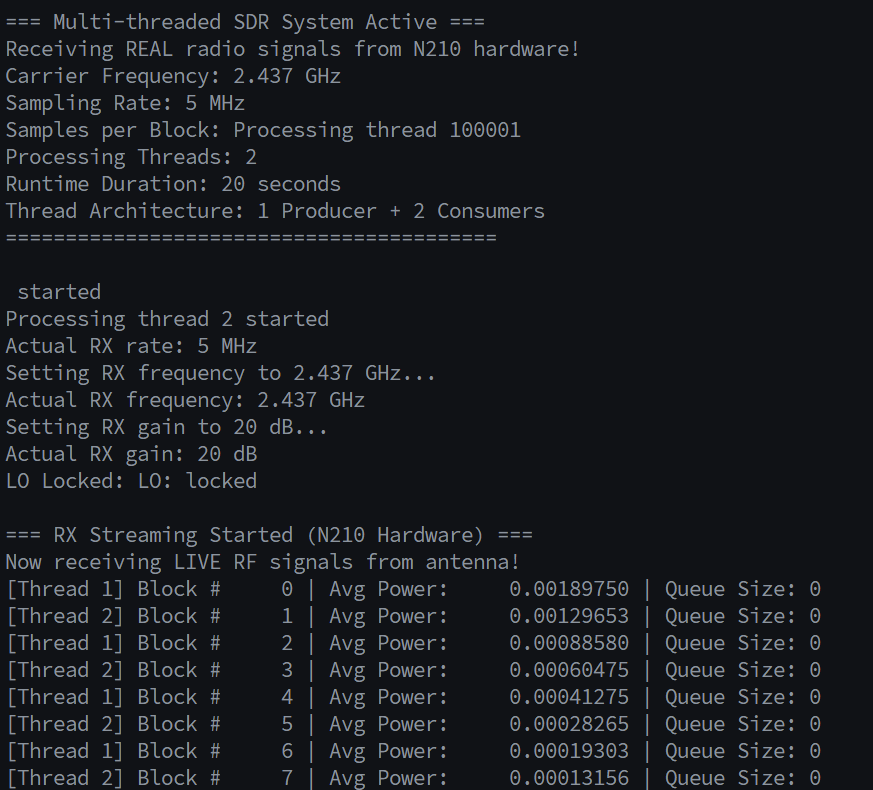 === Multi-threaded SDR System Active ===
Receiving REAL radio signals from N210 hardware!
Carrier Frequency: 2.437 GHz
Sampling Rate: 5 MHz
Samples per Block: Processing thread 100001
Processing Threads: 2
Runtime Duration: 20 seconds
Thread Architecture: 1 Producer + 2 Consumers
=========================================
 started
Processing thread 2 started
Actual RX rate: 5 MHz
Setting RX frequency to 2.437 GHz...
Actual RX frequency: 2.437 GHz
Setting RX gain to 20 dB...
Actual RX gain: 20 dB
LO Locked: LO: locked
=== RX Streaming Started (N210 Hardware) ===
Now receiving LIVE RF signals from antenna!
[Thread 1] Block #     0 | Avg Power:     0.00189750 | Queue Size: 0
[Thread 2] Block #     1 | Avg Power:     0.00129653 | Queue Size: 0
[Thread 1] Block #     2 | Avg Power:     0.00088580 | Queue Size: 0
[Thread 2] Block #     3 | Avg Power:     0.00060475 | Queue Size: 0
[Thread 1] Block #     4 | Avg Power:     0.00041275 | Queue Size: 0
[Thread 2] Block #     5 | Avg Power:     0.00028265 | Queue Size: 0
[Thread 1] Block #     6 | Avg Power:     0.00019303 | Queue Size: 0
[Thread 2] Block #     7 | Avg Power:     0.00013156 | Queue Size: 0